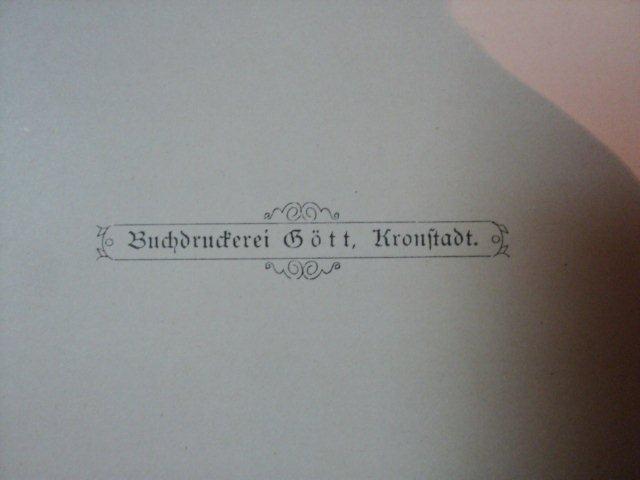 Buchdruckerei Gött, Kronſtadt.